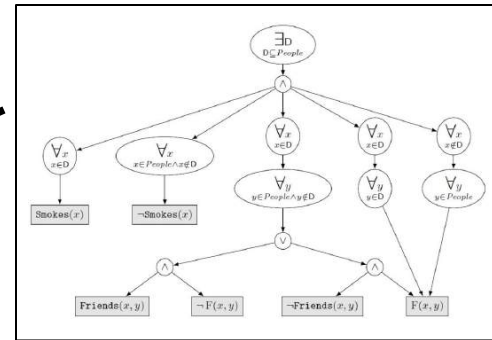 ∃D
D⊆People
∧
∀x
x∈D
∀x
x∈People∧x∉D
∀x
x∈D
∀x
x∈D
∀x
x∉D
∀y
y∈People∧y∉D
∀y
y∈D
∀y
y∈People
Smokes(x)
¬Smokes(x)
∨
∧
∧
Friends(x, y)
¬ F(x, y)
¬Friends(x, y)
F(x, y)